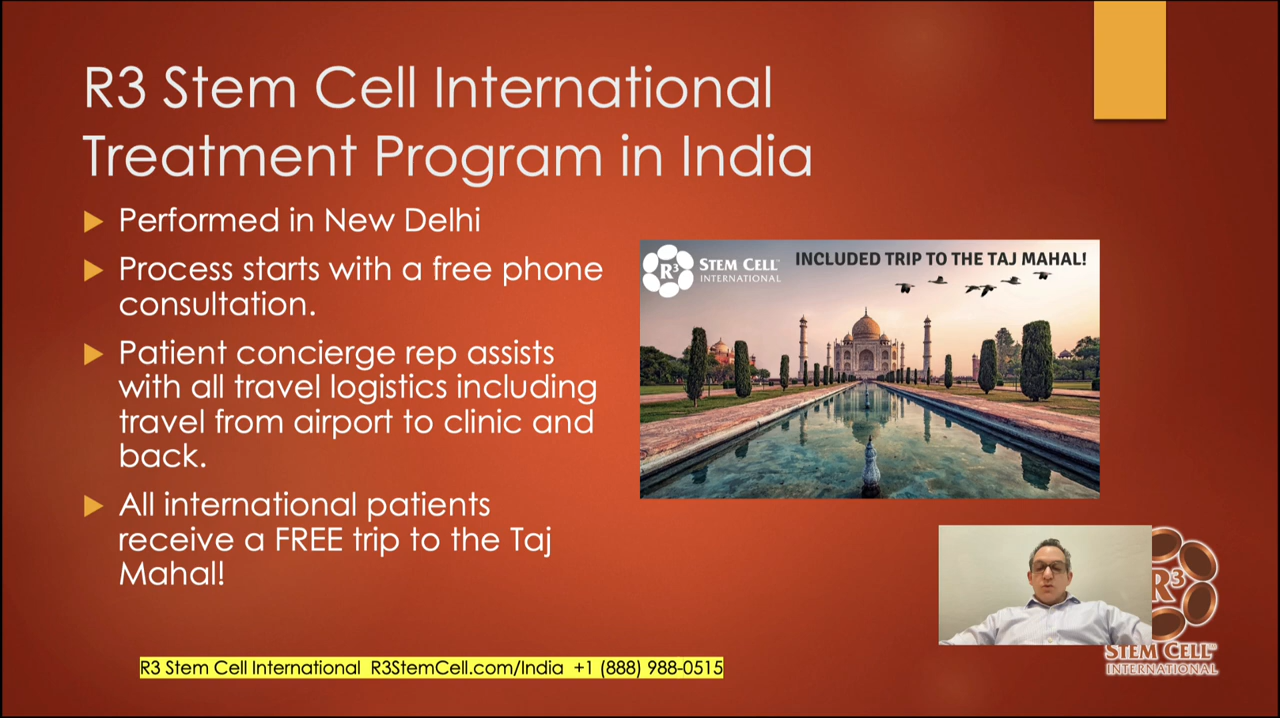 R3 Stem Cell International
Treatment Program in India
Performed in New Delhi
Process starts with a free phone
consultation.
Patient concierge rep assists
with all travel logistics including
travel from airport to clinic and
back.
All international patients
receive a FREE trip to the Taj
Mahal!
R³ STEM CELL™
INTERNATIONAL
INCLUDED TRIP TO THE TAJ MAHAL!
R3 Stem Cell International R3StemCell.com/India +1 (888) 988-0515
R³
STEM CELL™
INTERNATIONAL